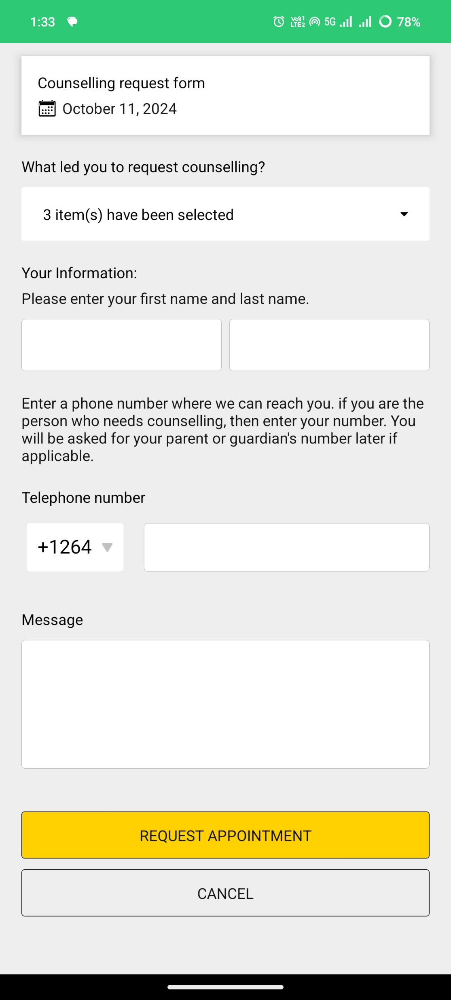 1:33 Vo)) 1 LTE2 5G 78%
Counselling request form
October 11, 2024
What led you to request counselling?
3 item(s) have been selected
Your Information:
Please enter your first name and last name.
Enter a phone number where we can reach you. if you are the
person who needs counselling, then enter your number. You
will be asked for your parent or guardian's number later if
applicable.
Telephone number
+1264
Message
REQUEST APPOINTMENT
CANCEL